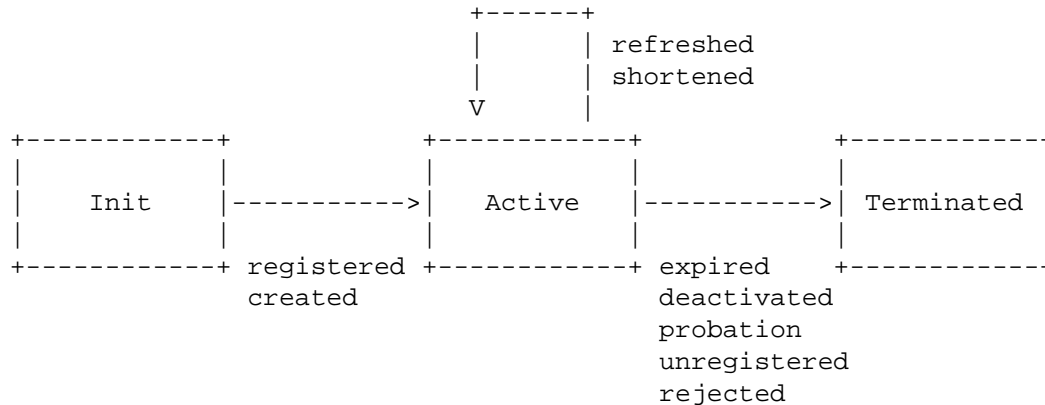 refreshed
shortened
Init
Active
Terminated
registered
created
expired
deactivated
probation
unregistered
rejected